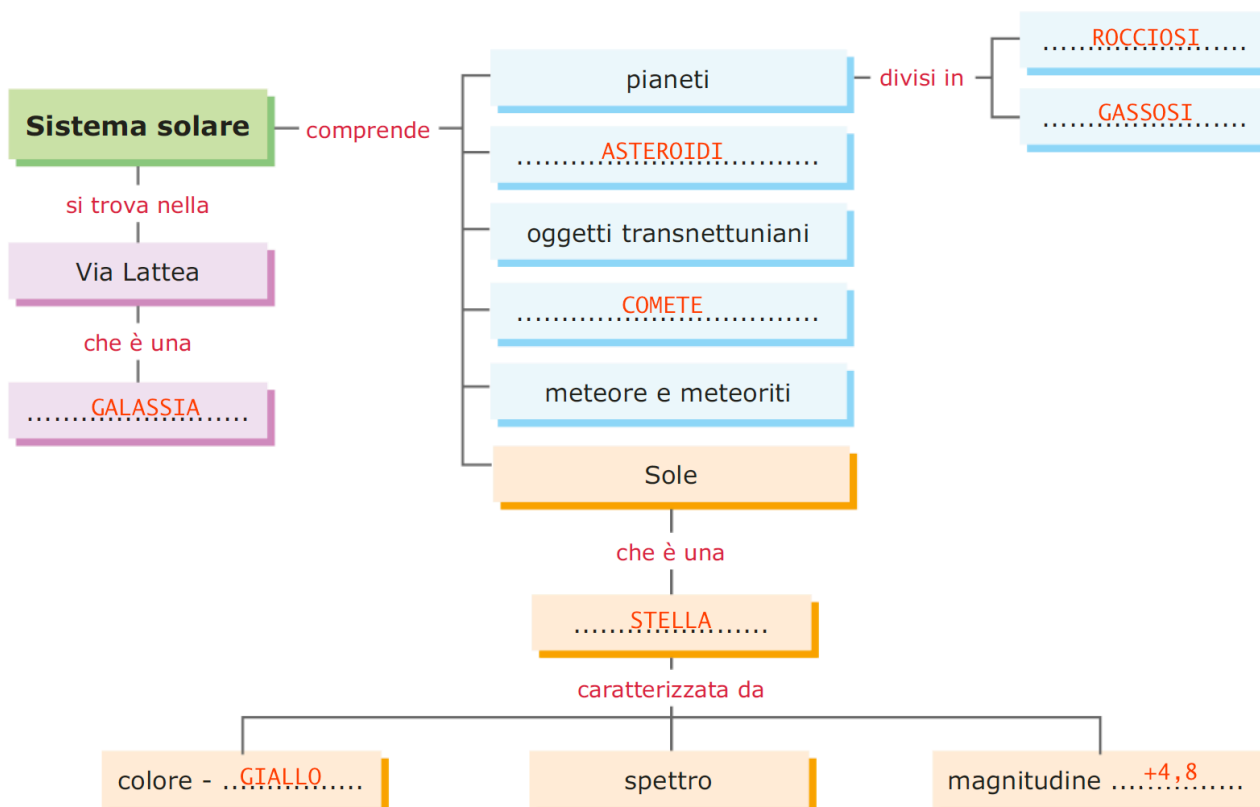 Sistema solare
si trova nella
Via Lattea
che è una
GALASSIA
comprende
pianeti
divisi in
ROCCIOSI
GASSOSI
ASTEROIDI
oggetti transnettuniani
COMETE
meteore e meteoriti
Sole
che è una
STELLA
caratterizzata da
colore - GIALLO
spettro
magnitudine +4,8